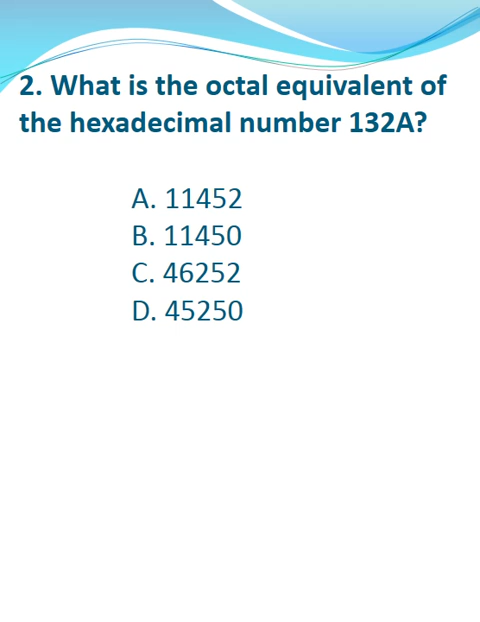 2. What is the octal equivalent of
the hexadecimal number 132A?
A. 11452
B. 11450
C. 46252
D. 45250